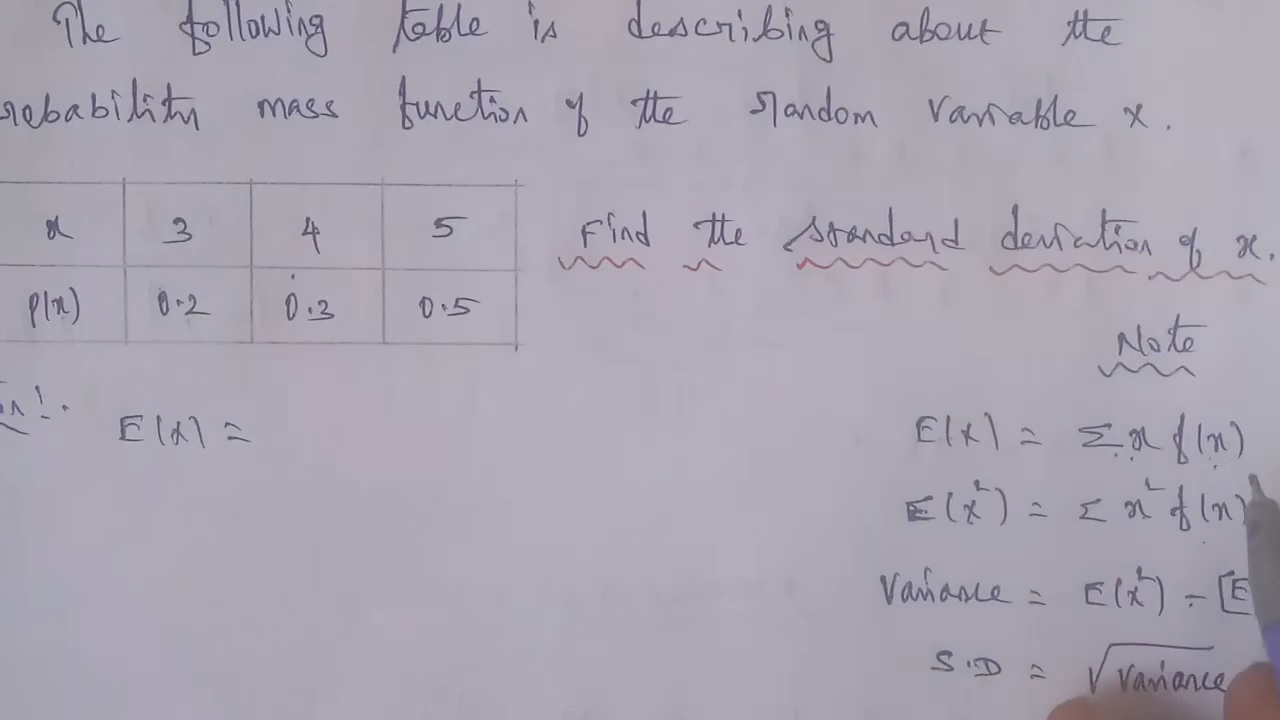 The following table is describing about the
robability mass function of the random variable x.
x 3 4 5
P(x) 0.2 0.3 0.5
Find the standard deviation of x.
Note
E(x) =
E(x) = Σ x f(x)
E(x²) = Σ x² f(x)
Variance = E(x²) - [E
S.D = √variance